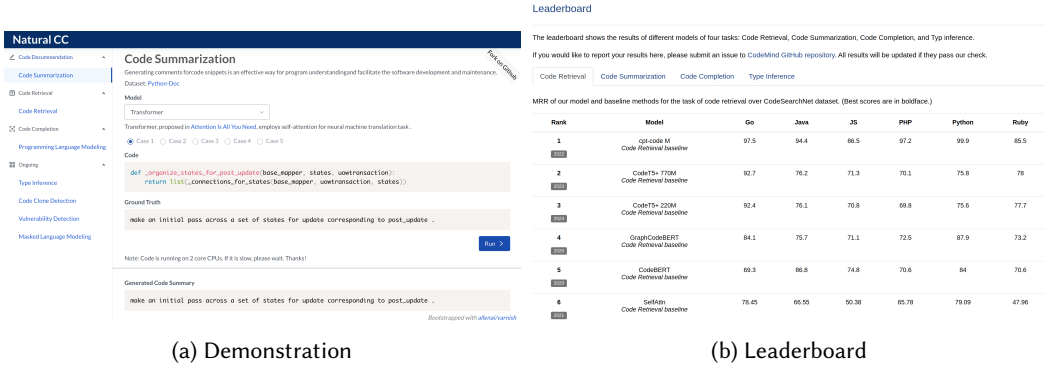 Natural CC
Code Docummentation
Code Summarization
Code Retrieval
Code Retrieval
Code Completion
Programming Language Modeling
Ongoing
Type Inference
Code Clone Detection
Vulnerability Detection
Masked Language Modeling
Code Summarization
Fork on Github
Generating comments forcode snippets is an effective way for program understandingand facilitate the software development and maintenance.
Dataset: Python-Doc
Model
Transformer
Transformer, proposed in Attention Is All You Need, employs self-attention for neural machine translation task .
Case 1 Case 2 Case 3 Case 4 Case 5
Code
def _organize_states_for_post_update(base_mapper, states, uowtransaction):
return list(_connections_for_states(base_mapper, uowtransaction, states))
Ground Truth
make an initial pass across a set of states for update corresponding to post_update .
Run >
Note: Code is running on 2 core CPUs. If it is slow, please wait. Thanks!
Generated Code Summary
make an initial pass across a set of states for update corresponding to post_update .
Bootstrapped with allenai/varnish
(a) Demonstration
Leaderboard
The leaderboard shows the results of different models of four tasks: Code Retrieval, Code Summarization, Code Completion, and Typ inference.
If you would like to report your results here, please submit an issue to CodeMind GitHub repository. All results will be updated if they pass our check.
Code Retrieval Code Summarization Code Completion Type Inference
MRR of our model and baseline methods for the task of code retrieval over CodeSearchNet dataset. (Best scores are in boldface.)
Rank Model Go Java JS PHP Python Ruby
1 cpt-code M 97.5 94.4 86.5 97.2 99.9 85.5
2022 Code Retrieval baseline
2 CodeT5+ 770M 92.7 76.2 71.3 70.1 75.8 78
2023 Code Retrieval baseline
3 CodeT5+ 220M 92.4 76.1 70.8 69.8 75.6 77.7
2023 Code Retrieval baseline
4 GraphCodeBERT 84.1 75.7 71.1 72.5 87.9 73.2
2020 Code Retrieval baseline
5 CodeBERT 69.3 86.8 74.8 70.6 84 70.6
2020 Code Retrieval baseline
6 SelfAttn 78.45 66.55 50.38 65.78 79.09 47.96
2021 Code Retrieval baseline
(b) Leaderboard